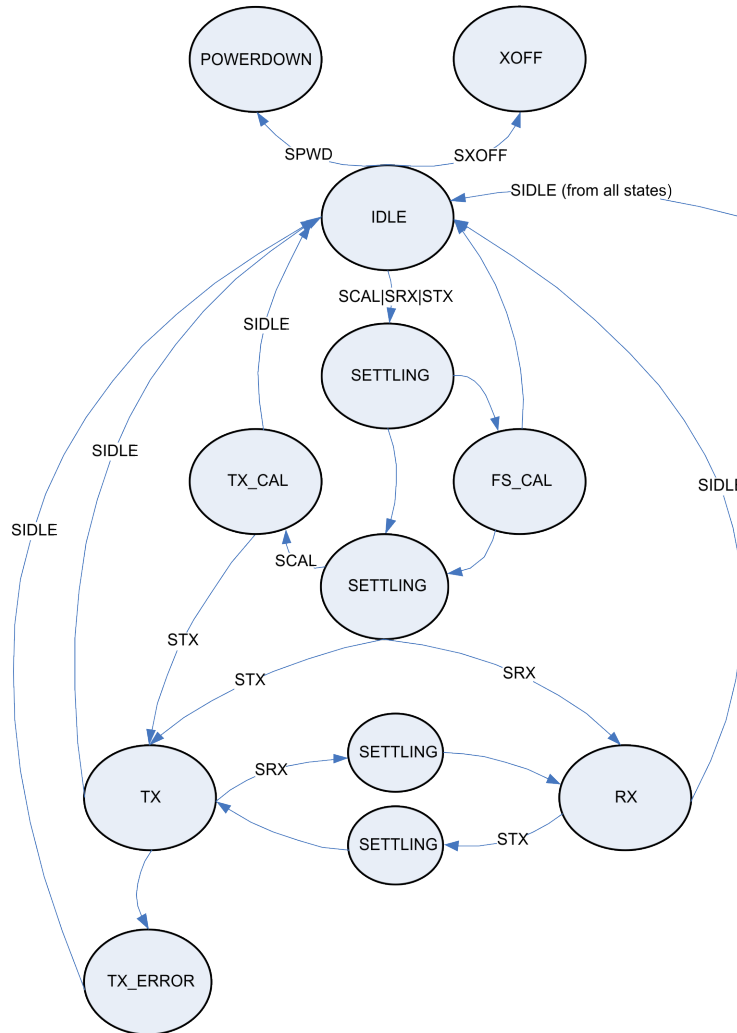 POWERDOWN
XOFF
SPWD
SXOFF
SIDLE (from all states)
IDLE
SCAL|SRX|STX
SIDLE
SETTLING
SIDLE
TX_CAL
FS_CAL
SIDLE
SIDLE
SCAL
SETTLING
STX
STX
SRX
SRX
SETTLING
TX
RX
SETTLING
STX
TX_ERROR